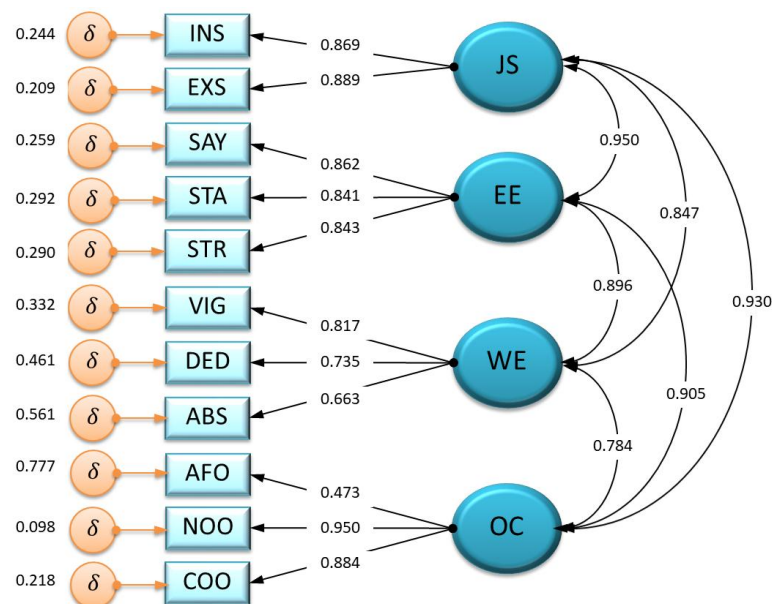 0.244 δ INS 0.869 JS
0.209 δ EXS 0.889
0.259 δ SAY 0.862 0.950
0.292 δ STA 0.841 EE 0.847
0.290 δ STR 0.843
0.332 δ VIG 0.817 0.896 0.930
0.461 δ DED 0.735 WE
0.561 δ ABS 0.663 0.905
0.777 δ AFO 0.473 0.784
0.098 δ NOO 0.950 OC
0.218 δ COO 0.884